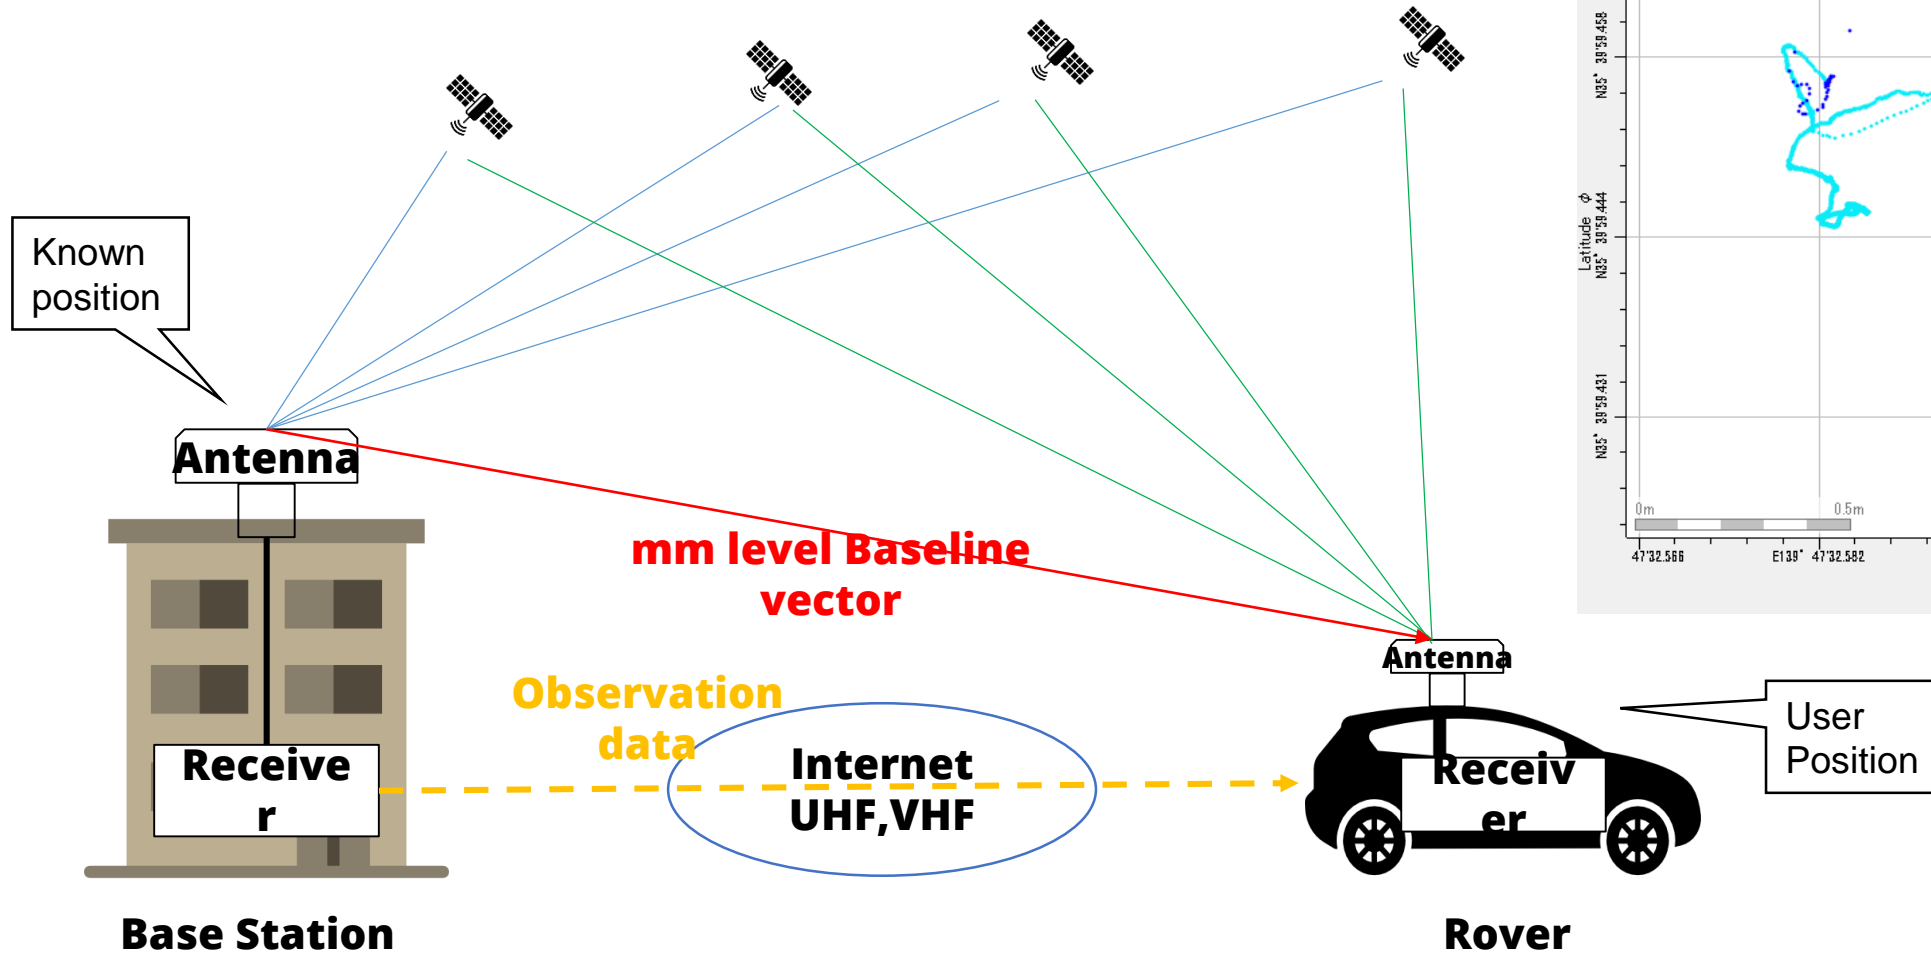 Known
position
Antenna
mm level Baseline
vector
Observation
data
Internet
UHF,VHF
Receive
r
Base Station
Antenna
Receiv
er
Rover
User
Position
Latitude φ
N35° 39'59.458
N35° 39'59.444
N35° 39'59.431
0m 0.5m
47'32.566 E139° 47'32.582